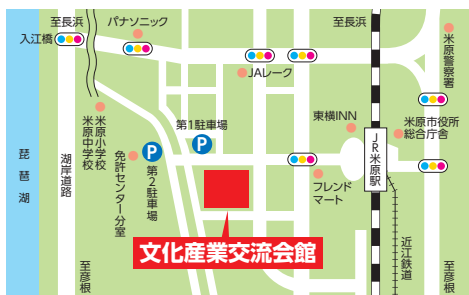 至長浜
パナソニック
至長浜
入江橋
米原警察署
JAレーク
米原小学校
米原中学校
第1駐車場
東横INN
米原市役所
総合庁舎
P
P
免許センター分室
第2駐車場
JR米原駅
琵琶湖
湖岸道路
フレンド
マート
文化産業交流会館
近江鉄道
至彦根
至彦根